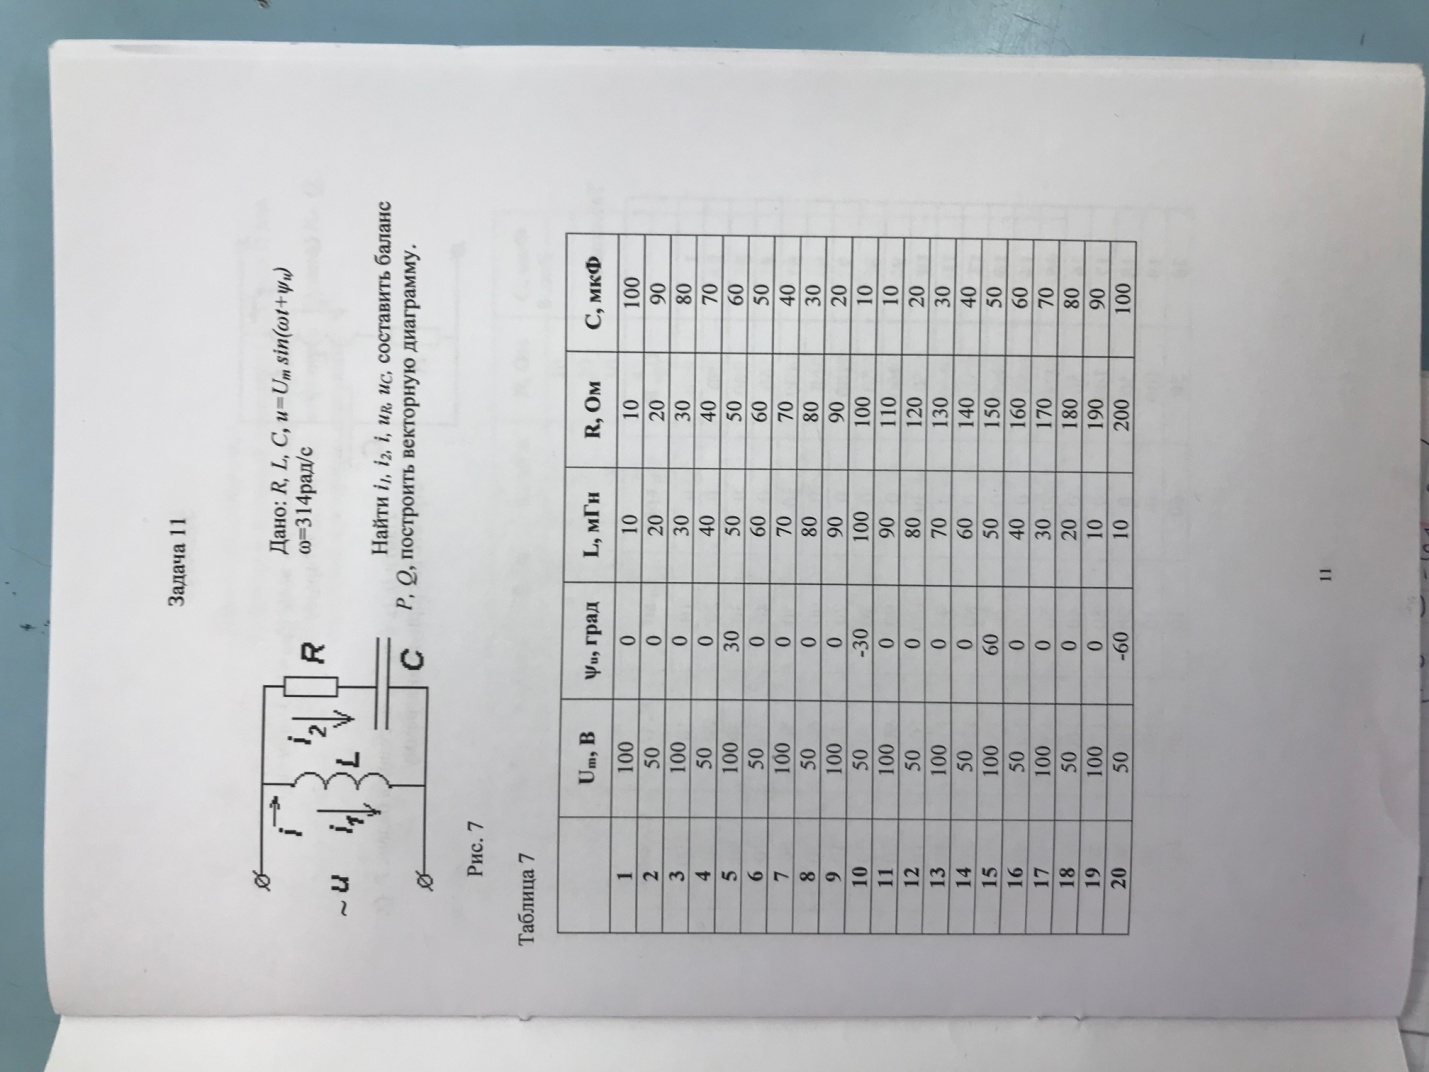 Задача 11
Дано: R, L, C, u=Um sin(ωt+ψu)
ω=314рад/с
Найти i1, i2, i, uR, uC, составить баланс
P, Q, построить векторную диаграмму.
i
~ u
i1
L
i2
R
C
Рис. 7
Таблица 7
Um, В ψu, град L, мГн R, Ом C, мкФ
1 100 0 10 10 100
2 50 0 20 20 90
3 100 0 30 30 80
4 50 0 40 40 70
5 100 30 50 50 60
6 50 0 60 60 50
7 100 0 70 70 40
8 50 0 80 80 30
9 100 0 90 90 20
10 50 -30 100 100 10
11 100 0 90 110 10
12 50 0 80 120 20
13 100 0 70 130 30
14 50 0 60 140 40
15 100 60 50 150 50
16 50 0 40 160 60
17 100 0 30 170 70
18 50 0 20 180 80
19 100 0 10 190 90
20 50 -60 10 200 100
11